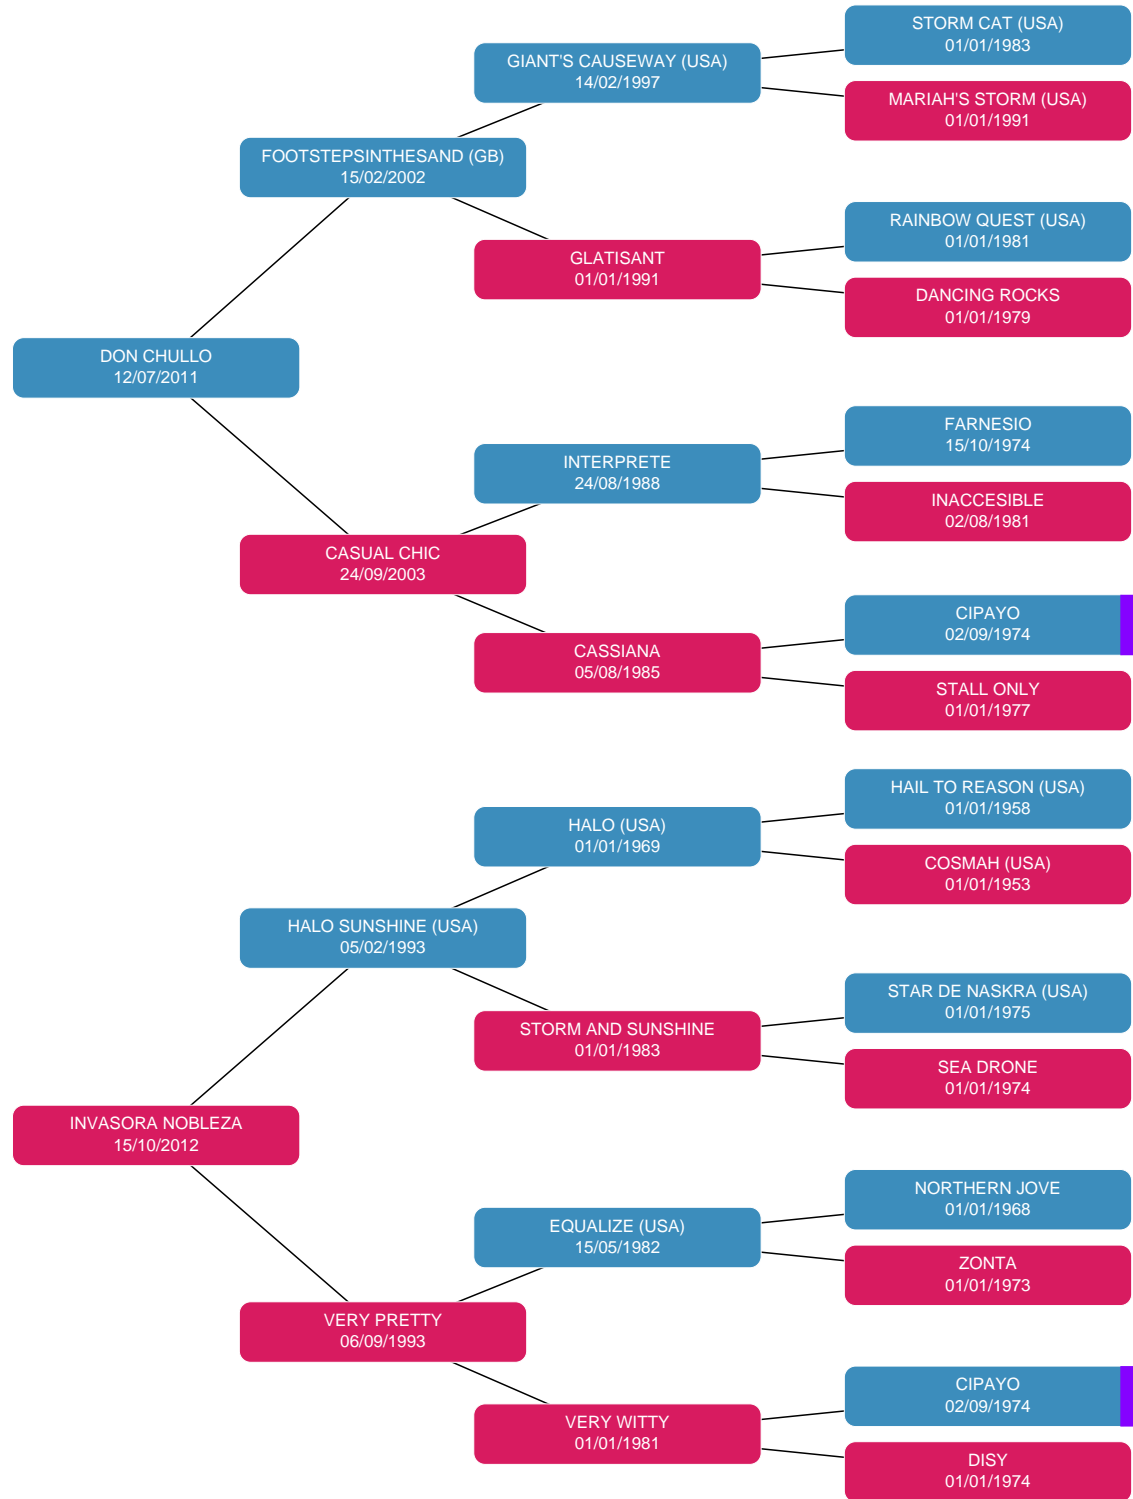 STORM CAT (USA)
01/01/1983
GIANT'S CAUSEWAY (USA)
14/02/1997
MARIAH'S STORM (USA)
01/01/1991
FOOTSTEPSINTHESAND (GB)
15/02/2002
RAINBOW QUEST (USA)
01/01/1981
GLATISANT
01/01/1991
DANCING ROCKS
01/01/1979
DON CHULLO
12/07/2011
FARNESIO
15/10/1974
INTERPRETE
24/08/1988
INACCESIBLE
02/08/1981
CASUAL CHIC
24/09/2003
CIPAYO
02/09/1974
CASSIANA
05/08/1985
STALL ONLY
01/01/1977
HAIL TO REASON (USA)
01/01/1958
HALO (USA)
01/01/1969
COSMAH (USA)
01/01/1953
HALO SUNSHINE (USA)
05/02/1993
STAR DE NASKRA (USA)
01/01/1975
STORM AND SUNSHINE
01/01/1983
SEA DRONE
01/01/1974
INVASORA NOBLEZA
15/10/2012
NORTHERN JOVE
01/01/1968
EQUALIZE (USA)
15/05/1982
ZONTA
01/01/1973
VERY PRETTY
06/09/1993
CIPAYO
02/09/1974
VERY WITTY
01/01/1981
DISY
01/01/1974